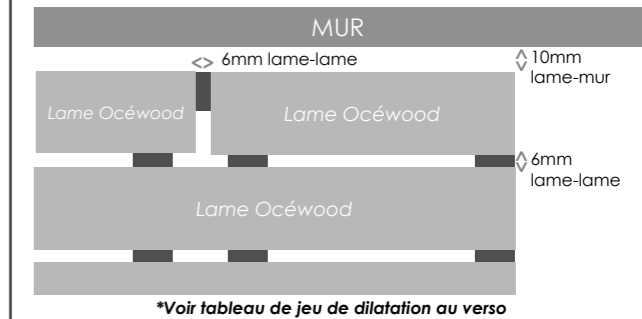 MUR
<> 6mm lame-lame
10mm
lame-mur
Lame Océwood
Lame Océwood
6mm
lame-lame
Lame Océwood
*Voir tableau de jeu de dilatation au verso